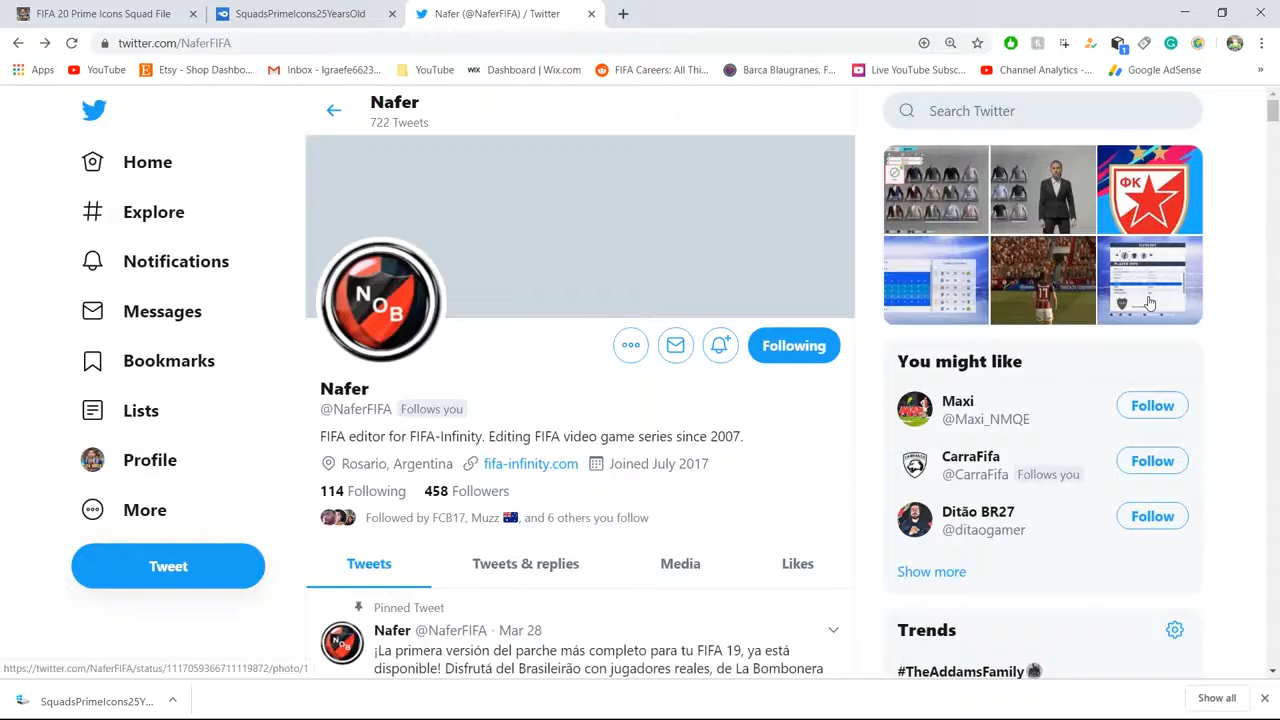 FIFA 20 Prime Icons Squad File
SquadsPrimeIcons25YearsOld
Nafer (@NaferFIFA) / Twitter
twitter.com/NaferFIFA
Apps
YouTube
Etsy - Shop Dashbo...
Inbox - lgraefe6623...
YouTube
WIX Dashboard | Wix.com
FIFA Careers: All Thi...
Barca Blaugranes, F...
Live YouTube Subsc...
Channel Analytics -...
Google AdSense
Home
Explore
Notifications
Messages
Bookmarks
Lists
Profile
More
Tweet
Nafer
722 Tweets
NOB
Following
Nafer
@NaferFIFA Follows you
FIFA editor for FIFA-Infinity. Editing FIFA video game series since 2007.
Rosario, Argentina fifa-infinity.com Joined July 2017
114 Following 458 Followers
Followed by FCB17, Muzz 🇦🇺, and 6 others you follow
Tweets Tweets & replies Media Likes
Pinned Tweet
Nafer @NaferFIFA · Mar 28
¡La primera versión del parche más completo para tu FIFA 19, ya está
disponible! Disfrutá del Brasileirão con jugadores reales, de La Bombonera
Search Twitter
ФК
17
You might like
Maxi
@Maxi_NMQE
Follow
CarraFifa
@CarraFifa Follows you
Follow
Ditão BR27
@ditaogamer
Follow
Show more
Trends
#TheAddamsFamily
https://twitter.com/NaferFIFA/status/1117059366711119872/photo/1
SquadsPrimeIcons25Y...
Show all